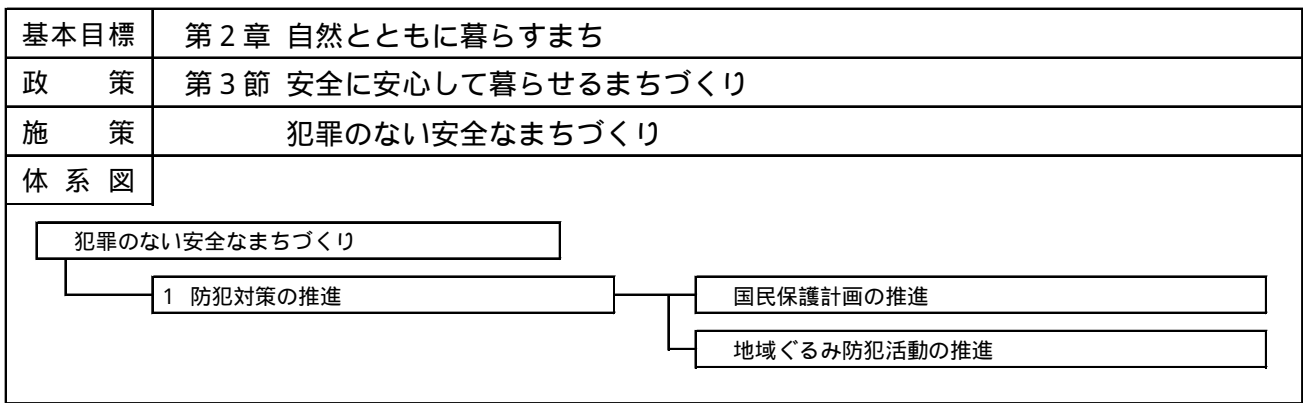 基本目標 第2章 自然とともに暮らすまち
政策 第3節 安全に安心して暮らせるまちづくり
施策 犯罪のない安全なまちづくり
体系図
犯罪のない安全なまちづくり
1 防犯対策の推進
国民保護計画の推進
地域ぐるみ防犯活動の推進